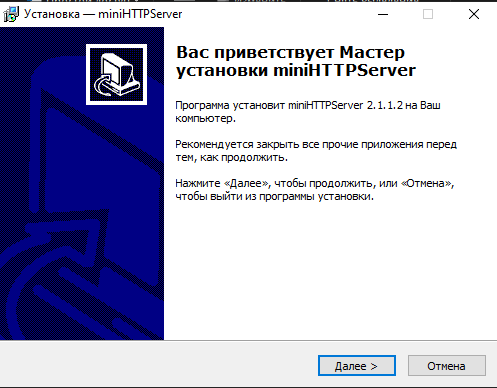 Установка — miniHTTPServer
Вас приветствует Мастер
установки miniHTTPServer
Программа установит miniHTTPServer 2.1.1.2 на Ваш
компьютер.
Рекомендуется закрыть все прочие приложения перед
тем, как продолжить.
Нажмите «Далее», чтобы продолжить, или «Отмена»,
чтобы выйти из программы установки.
Далее >
Отмена